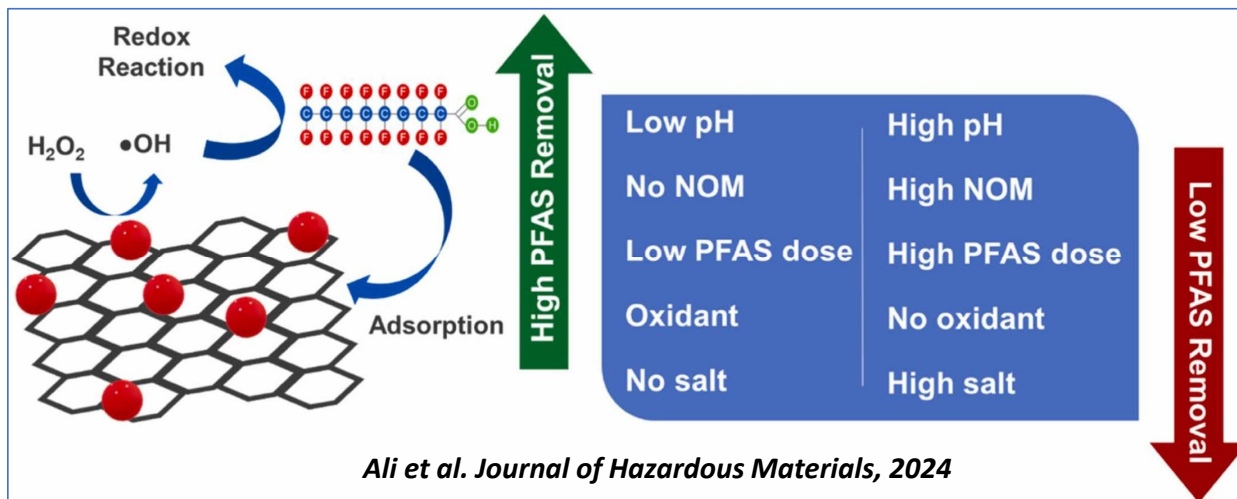 Redox
Reaction
H₂O₂ •OH
F F F F F F F F
C C C C C C C C O
F F F F F F F F O H
Adsorption
High PFAS Removal
Low pH High pH
No NOM High NOM
Low PFAS dose High PFAS dose
Oxidant No oxidant
No salt High salt
Low PFAS Removal
Ali et al. Journal of Hazardous Materials, 2024